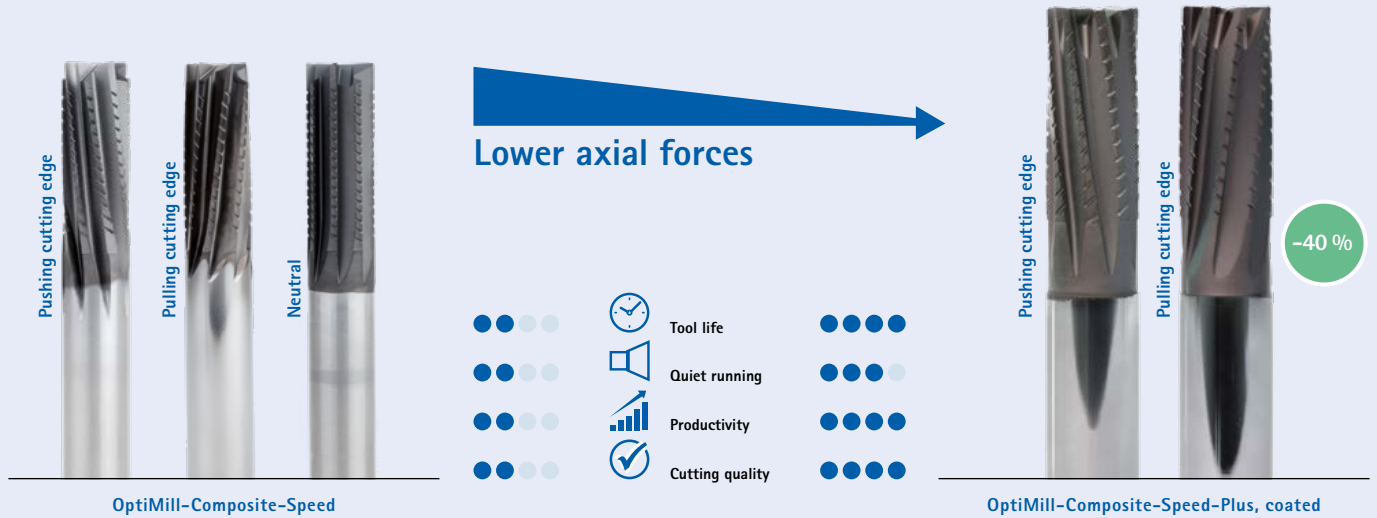 Pushing cutting edge
Pulling cutting edge
Neutral
OptiMill-Composite-Speed
Lower axial forces
Tool life
Quiet running
Productivity
Cutting quality
Pushing cutting edge
Pulling cutting edge
-40 %
OptiMill-Composite-Speed-Plus, coated